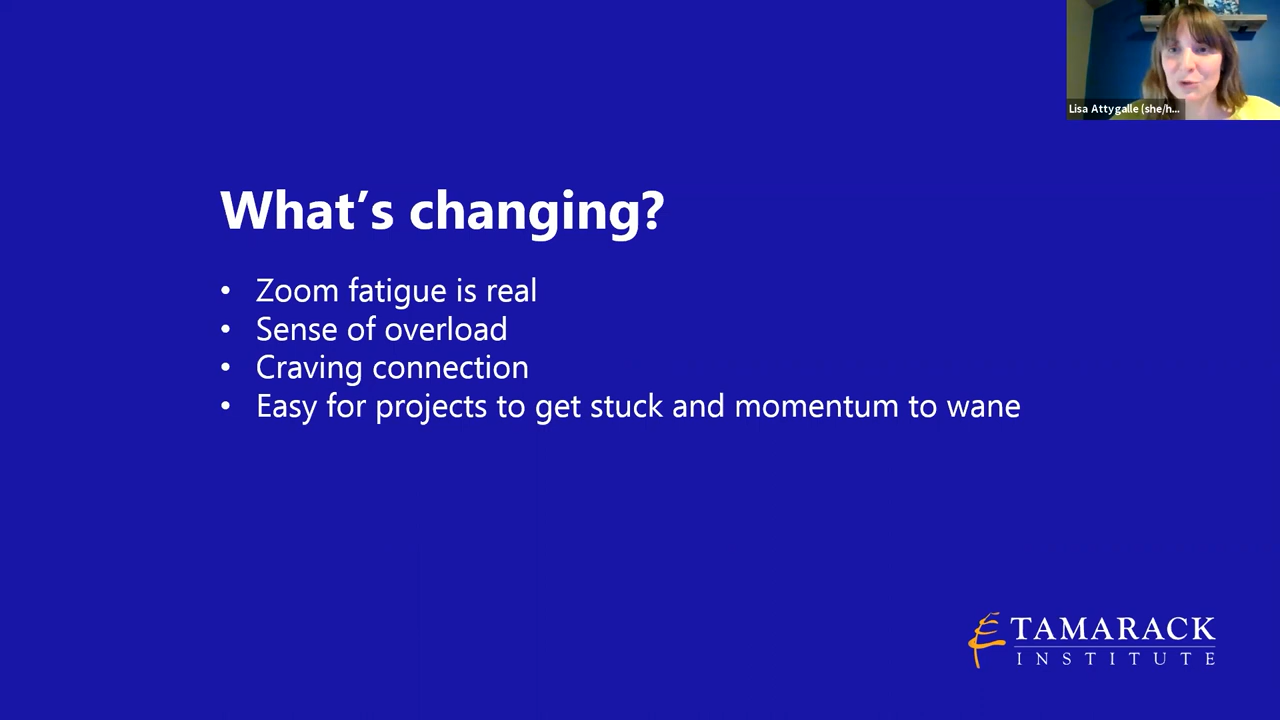 Lisa Attygalle (she/h...
What's changing?
• Zoom fatigue is real
• Sense of overload
• Craving connection
• Easy for projects to get stuck and momentum to wane
TAMARACK
INSTITUTE